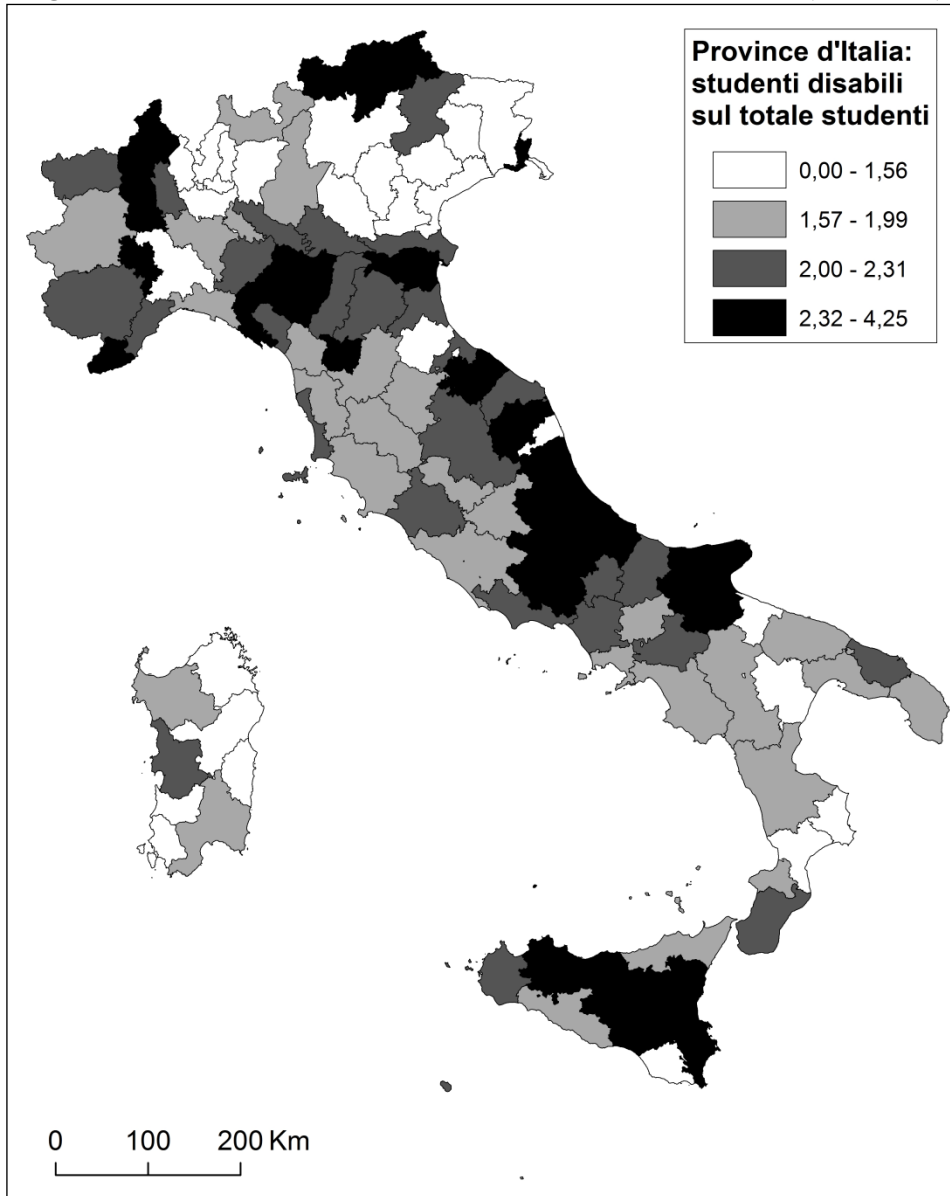 Province d'Italia:
studenti disabili
sul totale studenti
0,00 - 1,56
1,57 - 1,99
2,00 - 2,31
2,32 - 4,25
0 100 200 Km